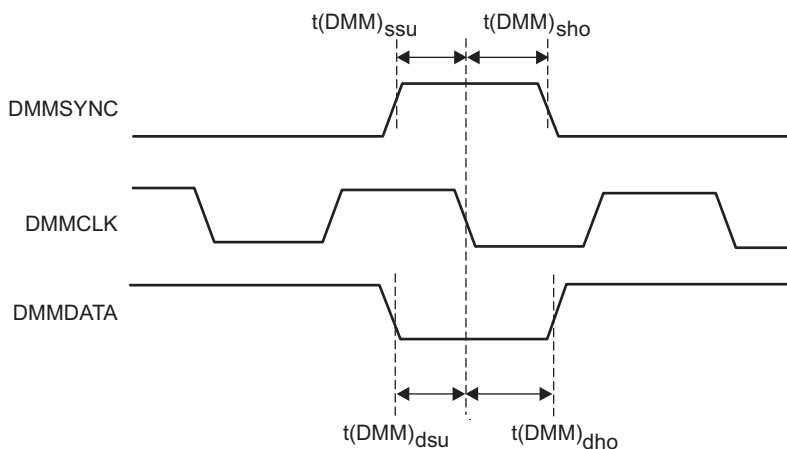 t(DMM)ssu
t(DMM)sho
DMMSYNC
DMMCLK
DMMDATA
t(DMM)dsu
t(DMM)dho